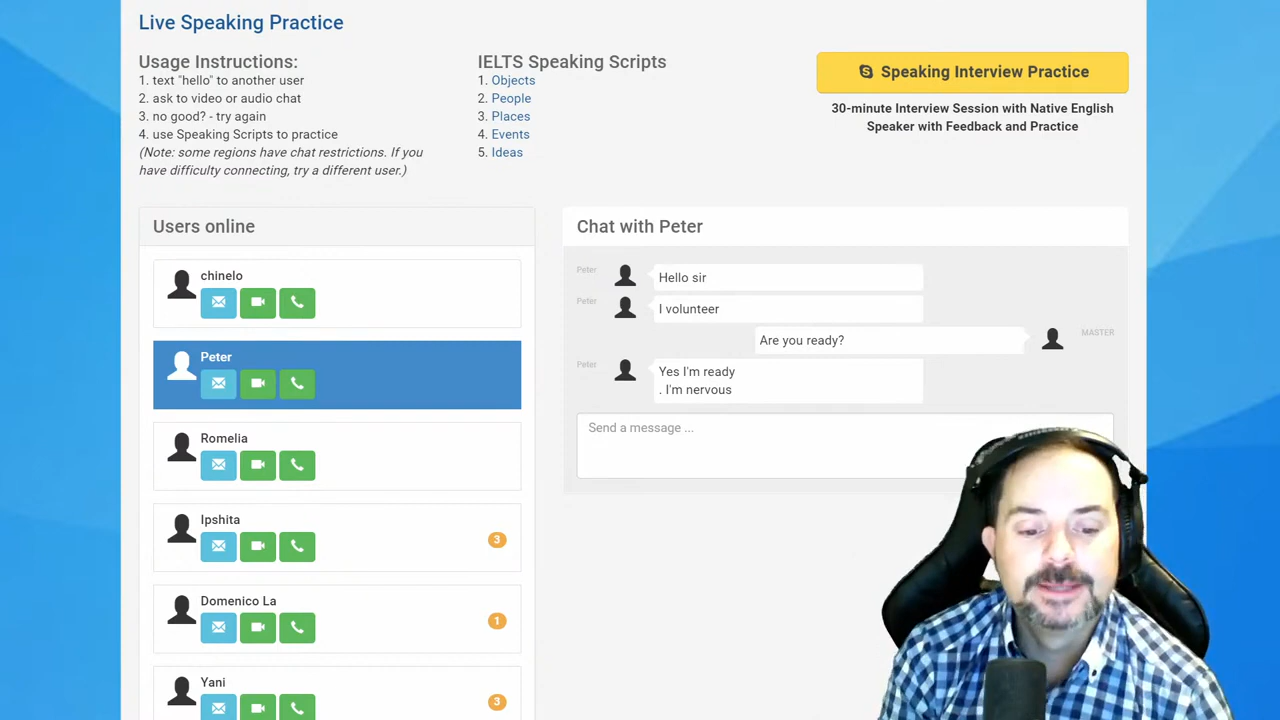 Live Speaking Practice
Usage Instructions:
1. text "hello" to another user
2. ask to video or audio chat
3. no good? - try again
4. use Speaking Scripts to practice
(Note: some regions have chat restrictions. If you
have difficulty connecting, try a different user.)
IELTS Speaking Scripts
1. Objects
2. People
3. Places
4. Events
5. Ideas
Speaking Interview Practice
30-minute Interview Session with Native English
Speaker with Feedback and Practice
Users online
chinelo
Peter
Romelia
Ipshita
3
Domenico La
1
Yani
3
Chat with Peter
Peter
Hello sir
Peter
I volunteer
Are you ready?
MASTER
Peter
Yes I'm ready
. I'm nervous
Send a message ...